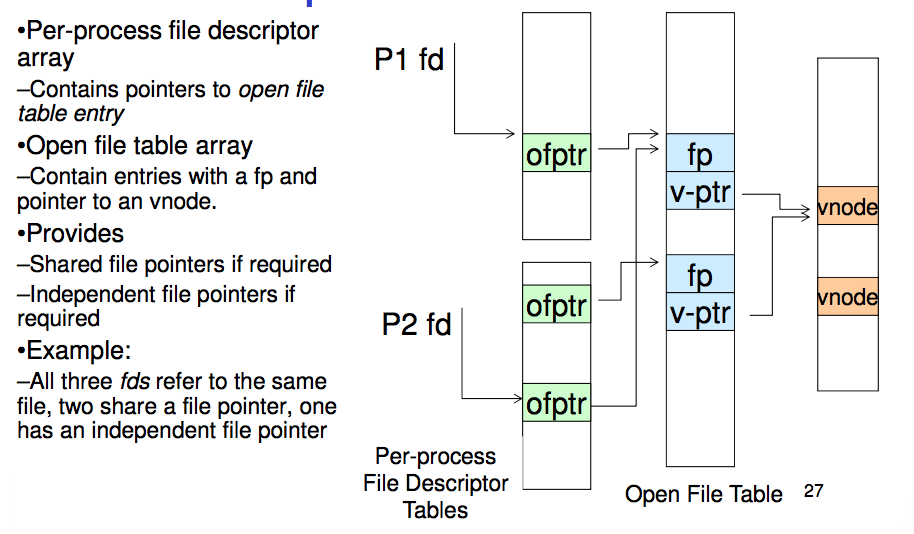 •Per-process file descriptor
array
–Contains pointers to open file
table entry
•Open file table array
–Contain entries with a fp and
pointer to an vnode.
•Provides
–Shared file pointers if required
–Independent file pointers if
required
•Example:
–All three fds refer to the same
file, two share a file pointer, one
has an independent file pointer
P1 fd
ofptr
fp
v-ptr
vnode
P2 fd
ofptr
fp
v-ptr
vnode
ofptr
Per-process
File Descriptor
Tables
Open File Table
27